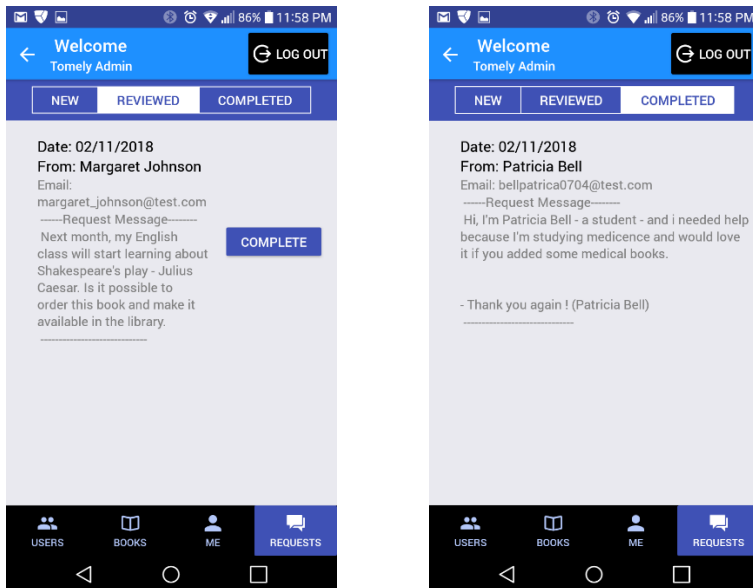 86% 11:58 PM
Welcome
Tomely Admin
LOG OUT
NEW REVIEWED COMPLETED
Date: 02/11/2018
From: Margaret Johnson
Email:
margaret_johnson@test.com
------Request Message--------
Next month, my English
class will start learning about
Shakespeare's play - Julius
Caesar. Is it possible to
order this book and make it
available in the library.
------------------------------
COMPLETE
USERS BOOKS ME REQUESTS
86% 11:58 PM
Welcome
Tomely Admin
LOG OUT
NEW REVIEWED COMPLETED
Date: 02/11/2018
From: Patricia Bell
Email: bellpatrica0704@test.com
------Request Message--------
Hi, I'm Patricia Bell - a student - and i needed help
because I'm studying medicence and would love
it if you added some medical books.
- Thank you again ! (Patricia Bell)
-------------------------------
USERS BOOKS ME REQUESTS